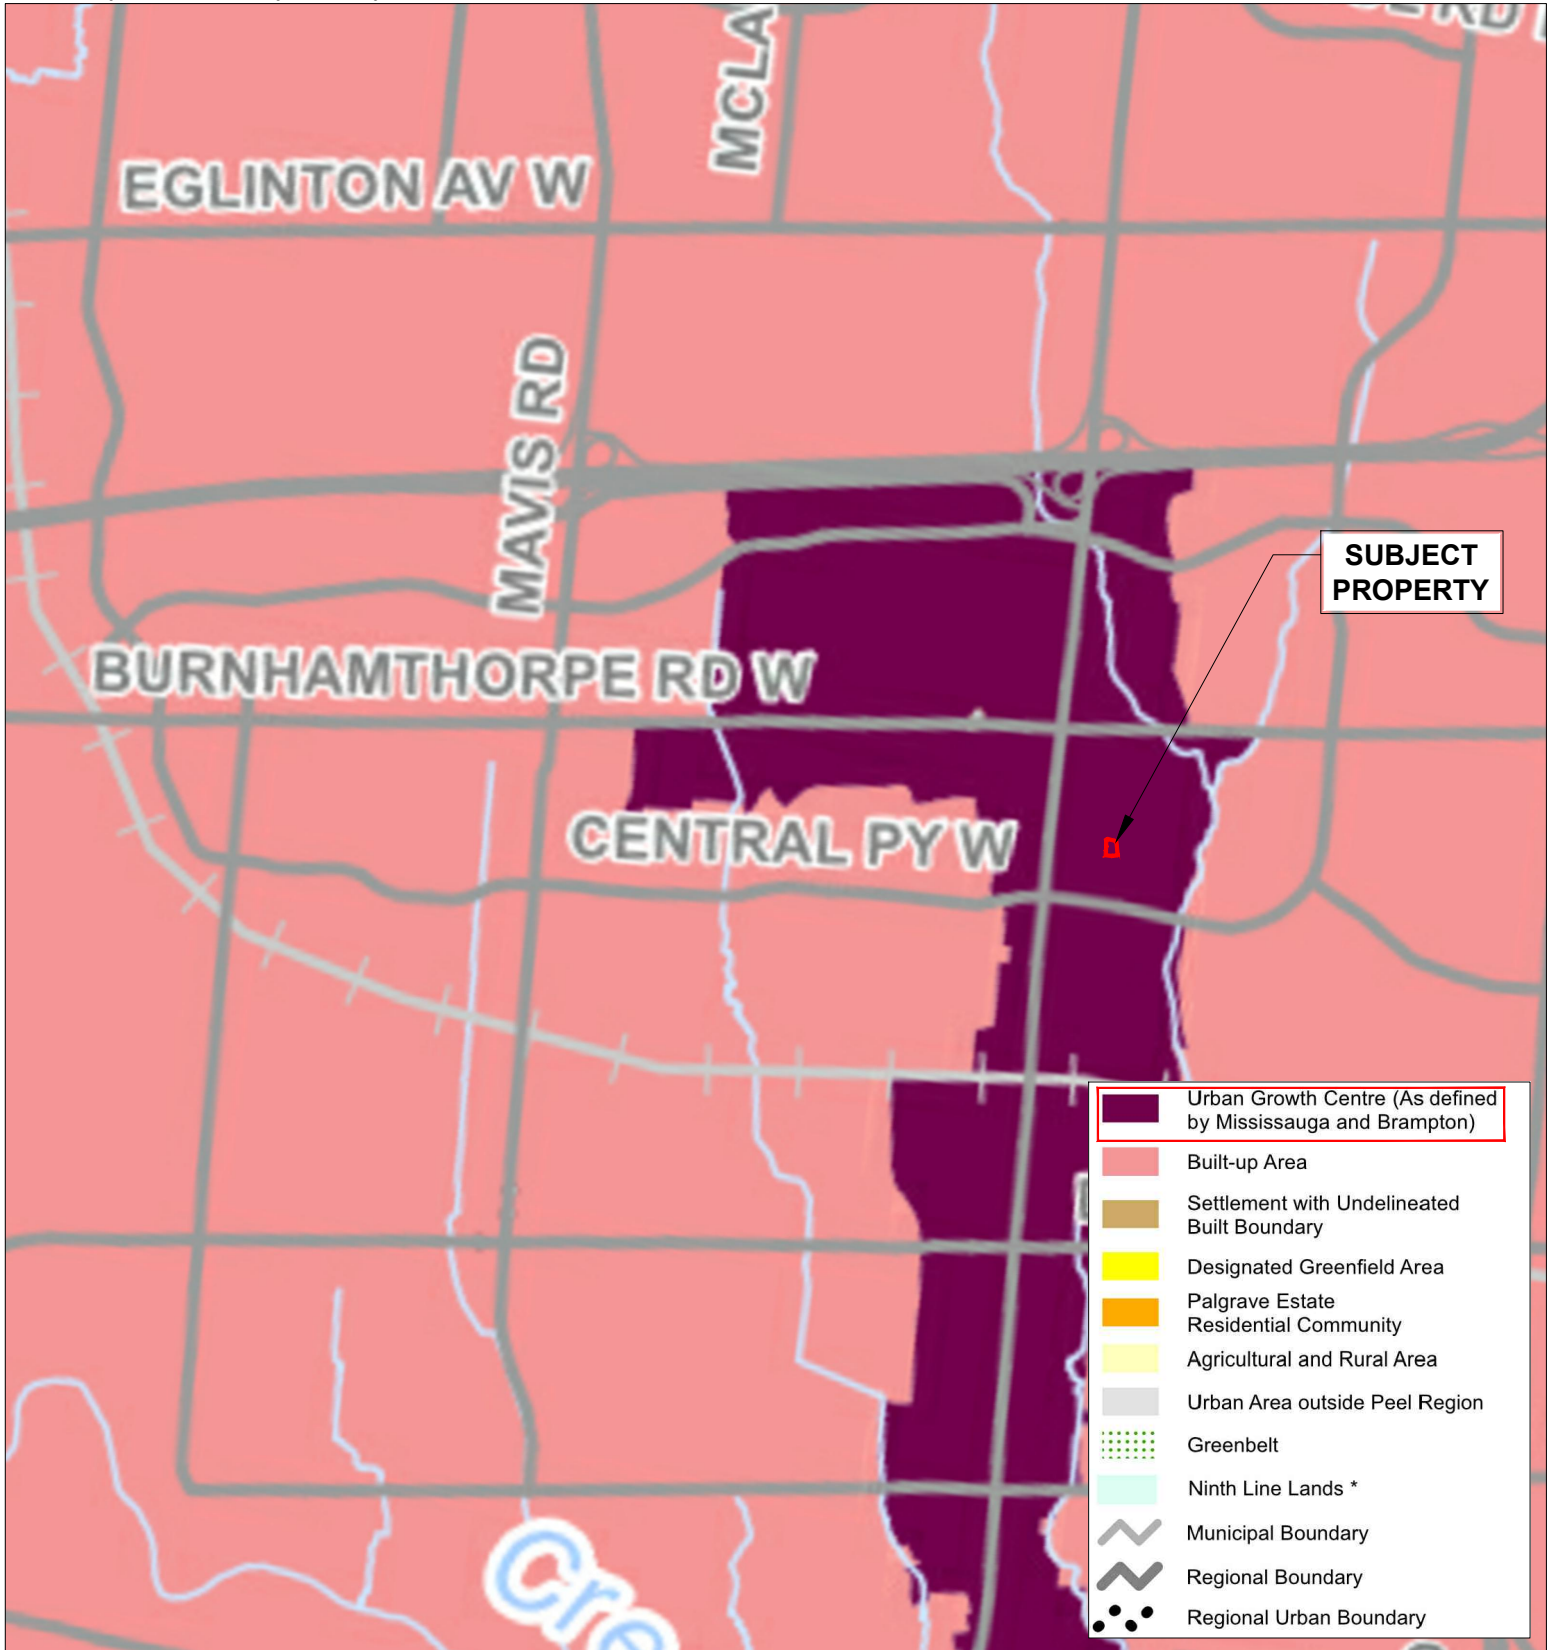 MCLA
RD
EGLINTON AV W
MAVIS RD
SUBJECT
PROPERTY
BURNHAMTHORPE RD W
CENTRAL PY W
Urban Growth Centre (As defined
by Mississauga and Brampton)
Built-up Area
Settlement with Undelineated
Built Boundary
Designated Greenfield Area
Palgrave Estate
Residential Community
Agricultural and Rural Area
Urban Area outside Peel Region
Greenbelt
Ninth Line Lands *
Municipal Boundary
Regional Boundary
Regional Urban Boundary
Cre